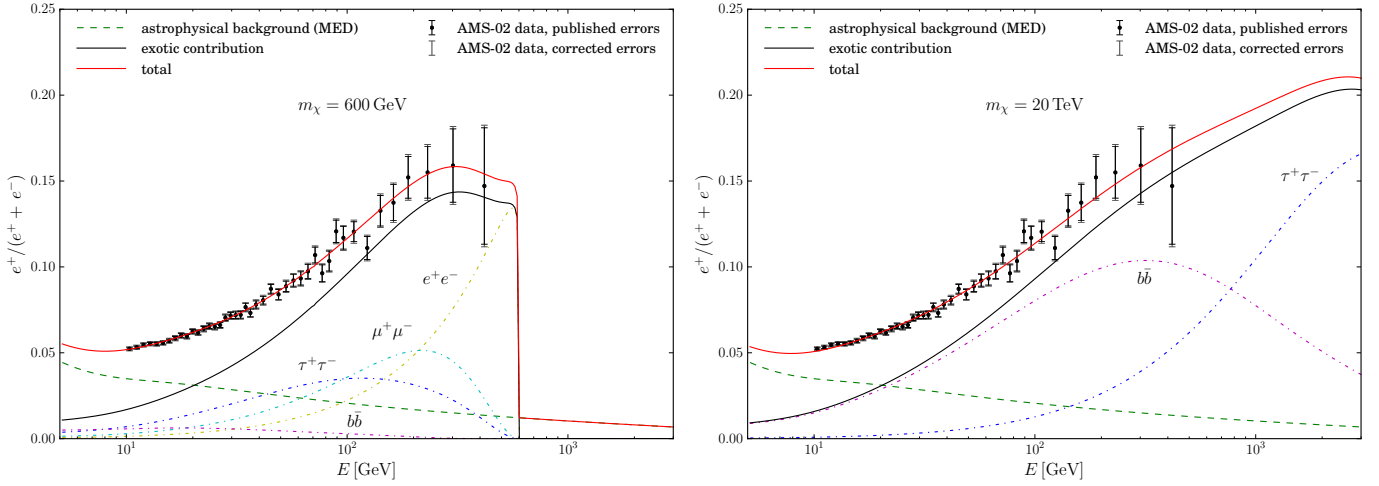 astrophysical background (MED)
exotic contribution
total
AMS-02 data, published errors
AMS-02 data, corrected errors
m_χ = 600 GeV
e⁺e⁻
μ⁺μ⁻
τ⁺τ⁻
bb̄
0.25
0.20
0.15
0.10
0.05
0.00
e⁺/(e⁺ + e⁻)
10¹
10²
10³
E [GeV]
astrophysical background (MED)
exotic contribution
total
AMS-02 data, published errors
AMS-02 data, corrected errors
m_χ = 20 TeV
τ⁺τ⁻
bb̄
0.25
0.20
0.15
0.10
0.05
0.00
e⁺/(e⁺ + e⁻)
10¹
10²
10³
E [GeV]